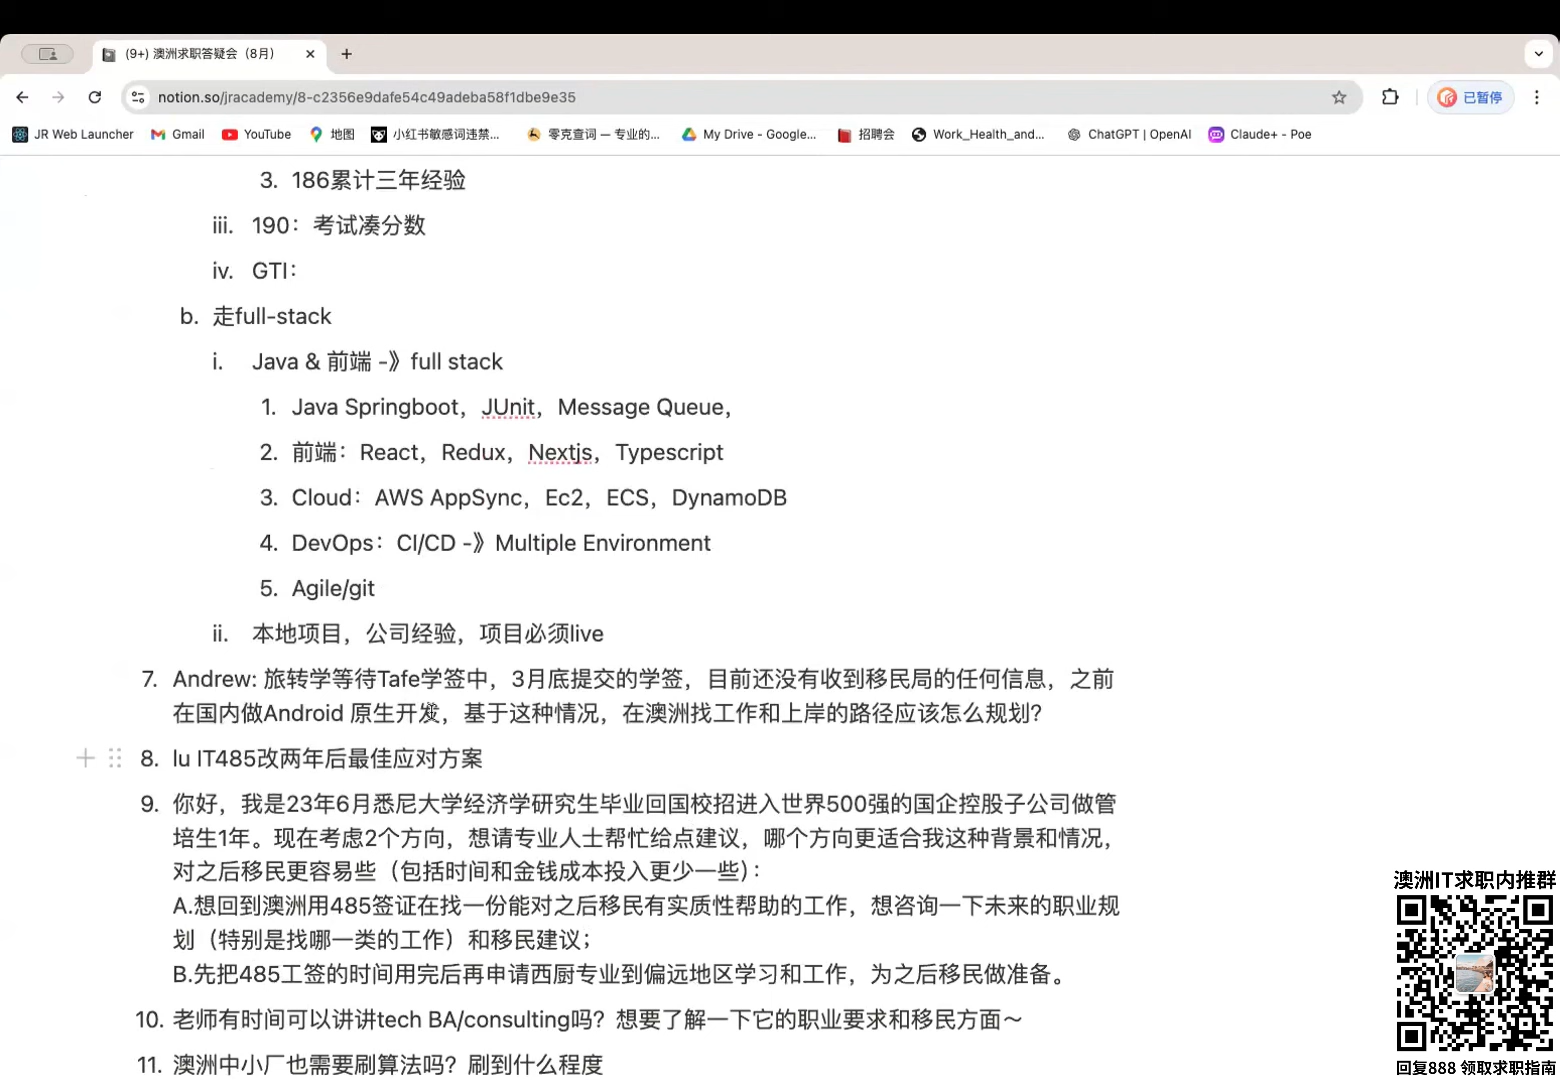 (9+) 澳洲求职答疑会（8月）
notion.so/jracademy/8-c2356e9dafe54c49adeba58f1dbe9e35
已暂停
JR Web Launcher
Gmail
YouTube
地图
小红书敏感词违禁...
零克查词 — 专业的...
My Drive - Google...
招聘会
Work_Health_and...
ChatGPT | OpenAI
Claude+ - Poe
3. 186累计三年经验
iii. 190：考试凑分数
iv. GTI：
b. 走full-stack
i. Java & 前端 -》full stack
1. Java Springboot，JUnit，Message Queue，
2. 前端：React，Redux，Nextjs，Typescript
3. Cloud：AWS AppSync，Ec2，ECS，DynamoDB
4. DevOps：CI/CD -》Multiple Environment
5. Agile/git
ii. 本地项目，公司经验，项目必须live
7. Andrew: 旅转学等待Tafe学签中，3月底提交的学签，目前还没有收到移民局的任何信息，之前
在国内做Android 原生开发，基于这种情况，在澳洲找工作和上岸的路径应该怎么规划？
8. lu IT485改两年后最佳应对方案
9. 你好，我是23年6月悉尼大学经济学研究生毕业回国校招进入世界500强的国企控股子公司做管
培生1年。现在考虑2个方向，想请专业人士帮忙给点建议，哪个方向更适合我这种背景和情况，
对之后移民更容易些（包括时间和金钱成本投入更少一些）：
A.想回到澳洲用485签证在找一份能对之后移民有实质性帮助的工作，想咨询一下未来的职业规
划（特别是找哪一类的工作）和移民建议；
B.先把485工签的时间用完后再申请西厨专业到偏远地区学习和工作，为之后移民做准备。
10. 老师有时间可以讲讲tech BA/consulting吗？想要了解一下它的职业要求和移民方面～
11. 澳洲中小厂也需要刷算法吗？刷到什么程度
澳洲IT求职内推群
回复888 领取求职指南